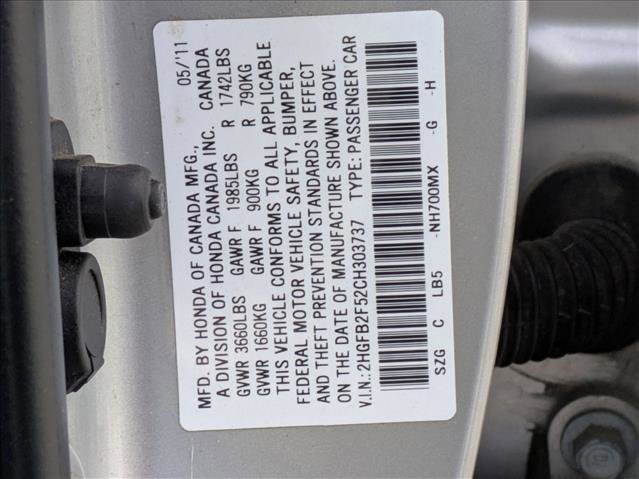 MFD. BY HONDA OF CANADA MFG., 05/'11
A DIVISION OF HONDA CANADA INC. CANADA
GVWR 3660LBS GAWR F 1985LBS R 1742LBS
GVWR 1660KG GAWR F 900KG R 790KG
THIS VEHICLE CONFORMS TO ALL APPLICABLE
FEDERAL MOTOR VEHICLE SAFETY, BUMPER,
AND THEFT PREVENTION STANDARDS IN EFFECT
ON THE DATE OF MANUFACTURE SHOWN ABOVE.
V.I.N.: 2HGFB2F52CH303737 TYPE: PASSENGER CAR
SZG C LB5 -NH700MX -G -H